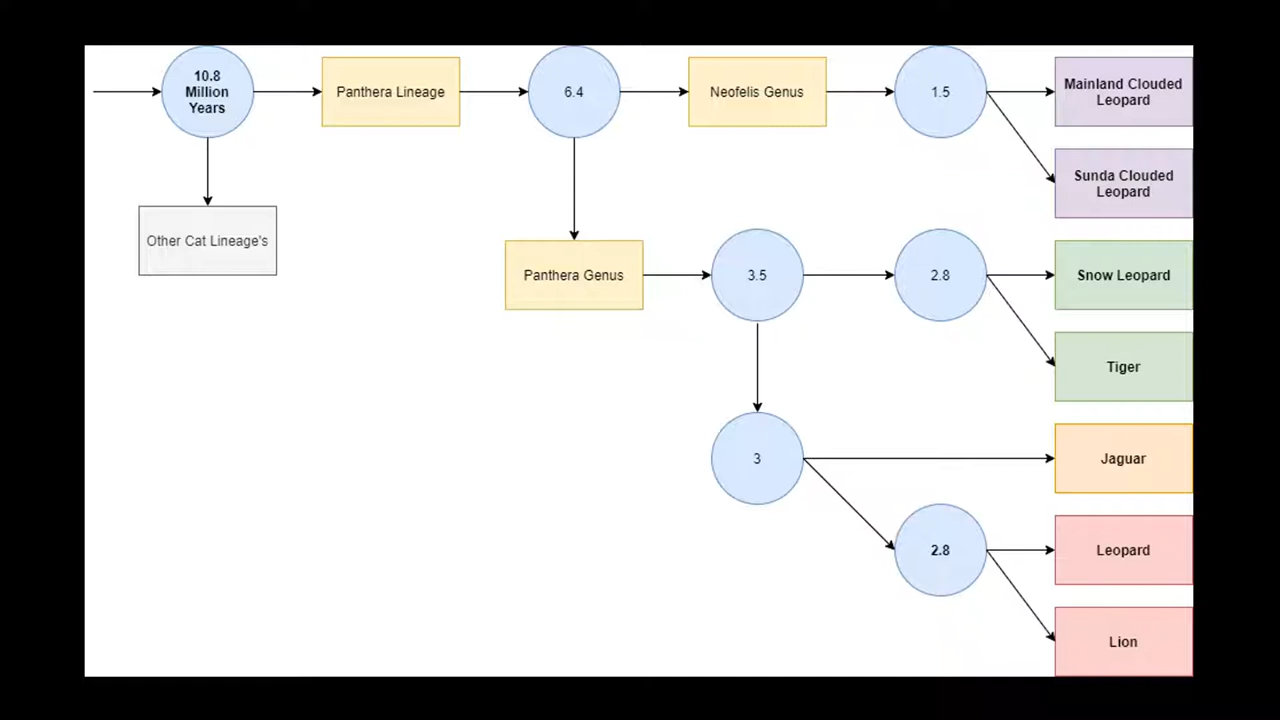 10.8
Million
Years
Panthera Lineage
6.4
Neofelis Genus
1.5
Mainland Clouded
Leopard
Sunda Clouded
Leopard
Other Cat Lineage's
Panthera Genus
3.5
2.8
Snow Leopard
Tiger
3
Jaguar
2.8
Leopard
Lion